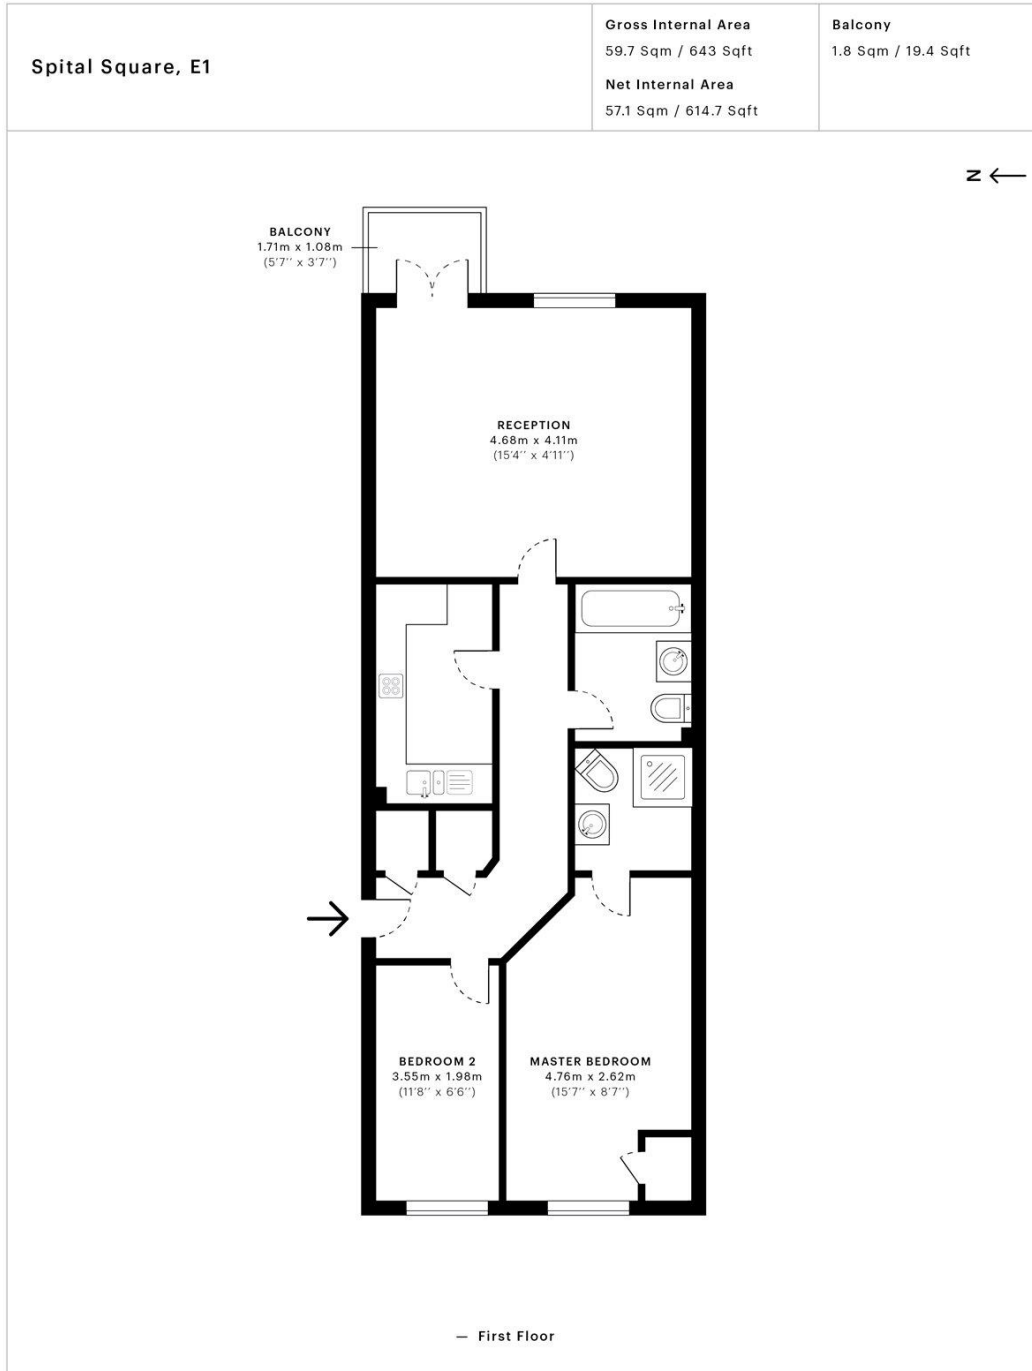 Spital Square, E1
Gross Internal Area
59.7 Sqm / 643 Sqft
Net Internal Area
57.1 Sqm / 614.7 Sqft
Balcony
1.8 Sqm / 19.4 Sqft
N
BALCONY
1.71m x 1.08m
(5'7'' x 3'7'')
RECEPTION
4.68m x 4.11m
(15'4'' x 4'11'')
BEDROOM 2
3.55m x 1.98m
(11'8'' x 6'6'')
MASTER BEDROOM
4.76m x 2.62m
(15'7'' x 8'7'')
— First Floor